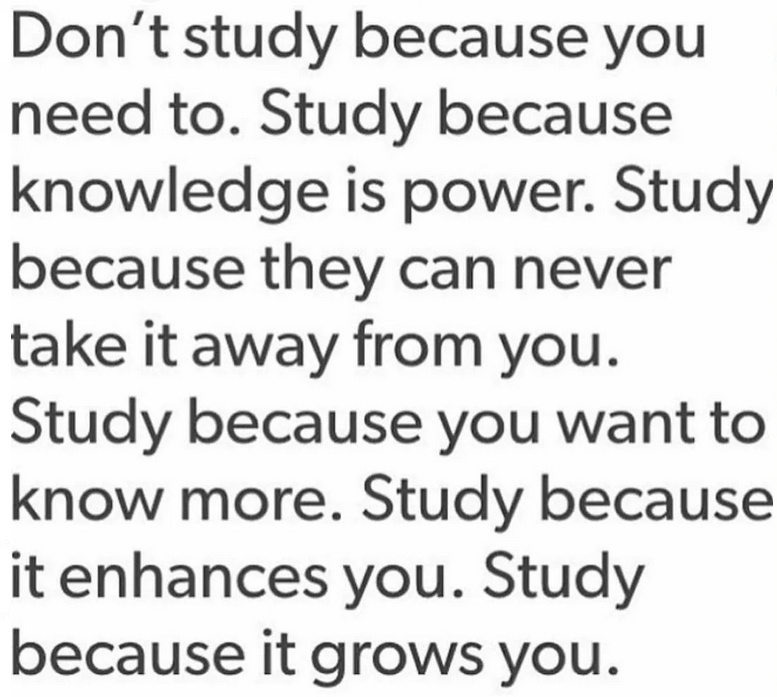 Don't study because you
need to. Study because
knowledge is power. Study
because they can never
take it away from you.
Study because you want to
know more. Study because
it enhances you. Study
because it grows you.